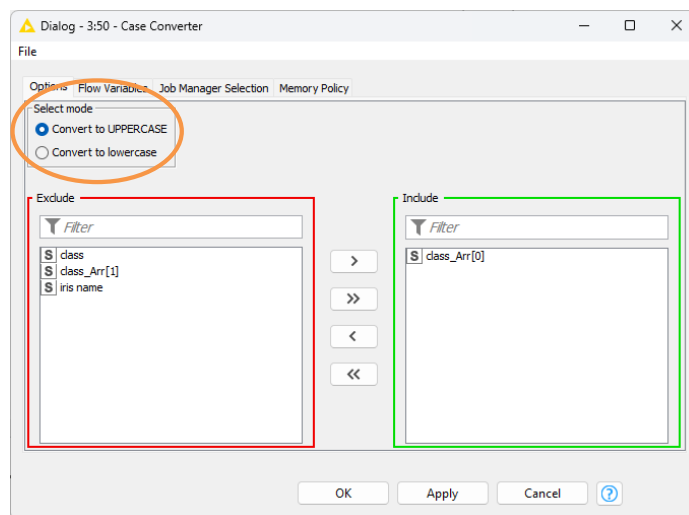 Dialog - 3:50 - Case Converter
File
Options Flow Variables Job Manager Selection Memory Policy
Select mode
Convert to UPPERCASE
Convert to lowercase
Exclude
Filter
S class
S class_Arr[1]
S iris name
>
>>
<
<<
Include
Filter
S class_Arr[0]
OK Apply Cancel ?